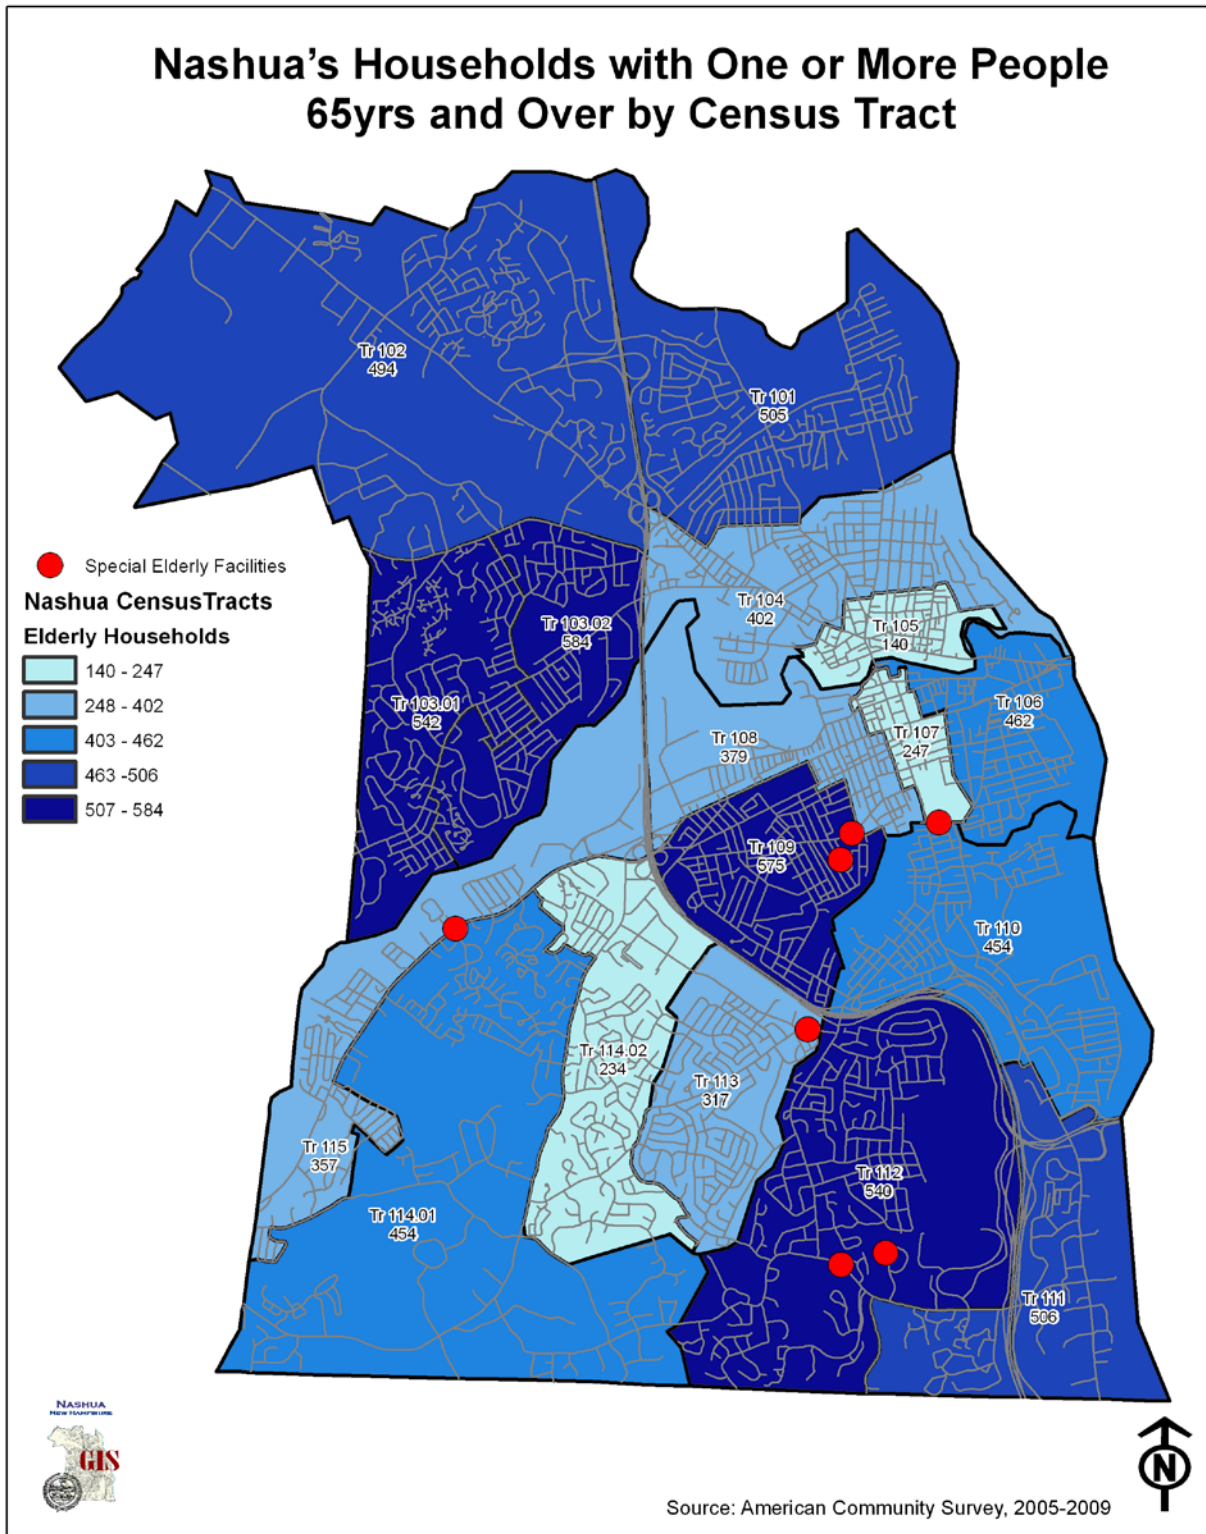 Nashua's Households with One or More People
65yrs and Over by Census Tract
Tr 102
494
Tr 101
505
Special Elderly Facilities
Nashua CensusTracts
Elderly Households
140 - 247
248 - 402
403 - 462
463 -506
507 - 584
Tr 103.02
584
Tr 104
402
Tr 105
140
Tr 103.01
542
Tr 106
462
Tr 107
247
Tr 108
379
Tr 109
575
Tr 110
454
Tr 114.02
234
Tr 113
317
Tr 115
357
Tr 112
540
Tr 114.01
454
Tr 111
506
NASHUA
NEW HAMPSHIRE
GIS
N
Source: American Community Survey, 2005-2009